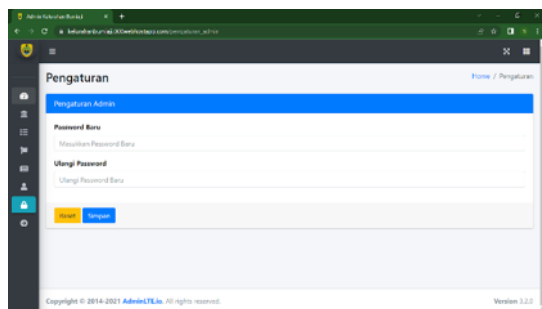 Pengaturan
Home / Pengaturan
Pengaturan Admin
Password Baru
Masukkan Password Baru
Ulangi Password
Ulangi Password Baru
Reset
Simpan
Copyright © 2014-2021 AdminLTE.io. All rights reserved.
Version 3.2.0